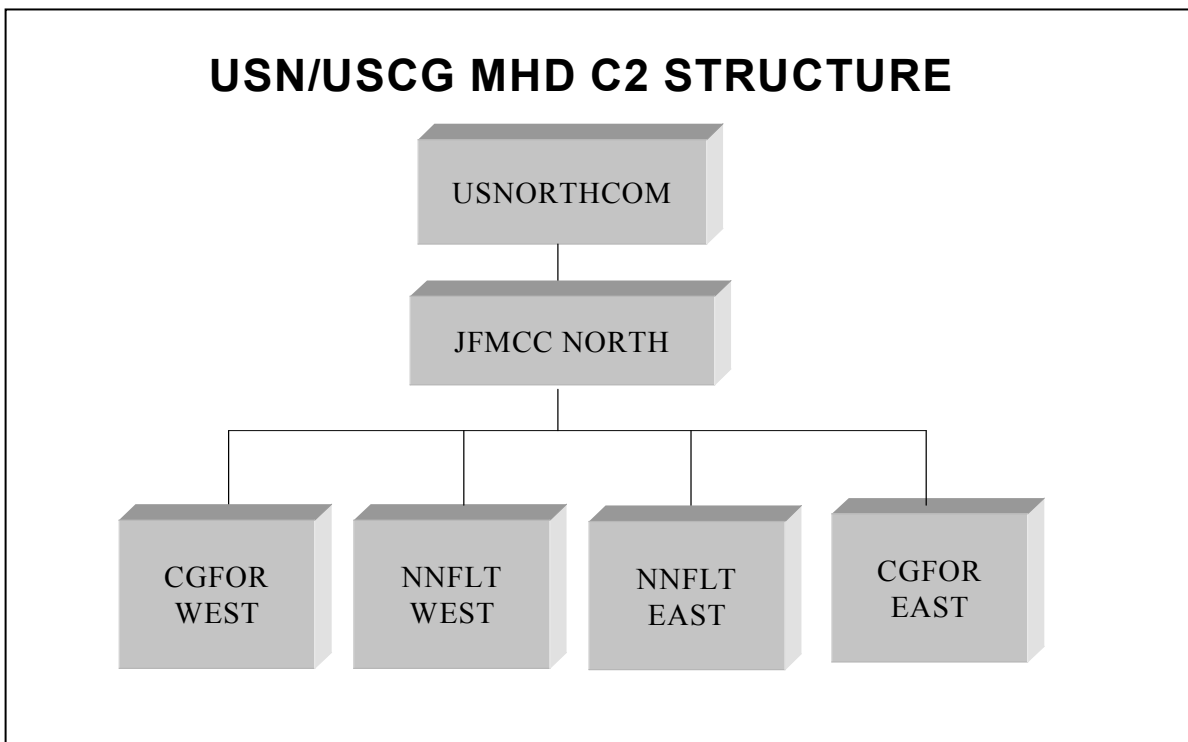 USN/USCG MHD C2 STRUCTURE
USNORTHCOM
JFMCC NORTH
CGFOR
WEST
NNFLT
WEST
NNFLT
EAST
CGFOR
EAST